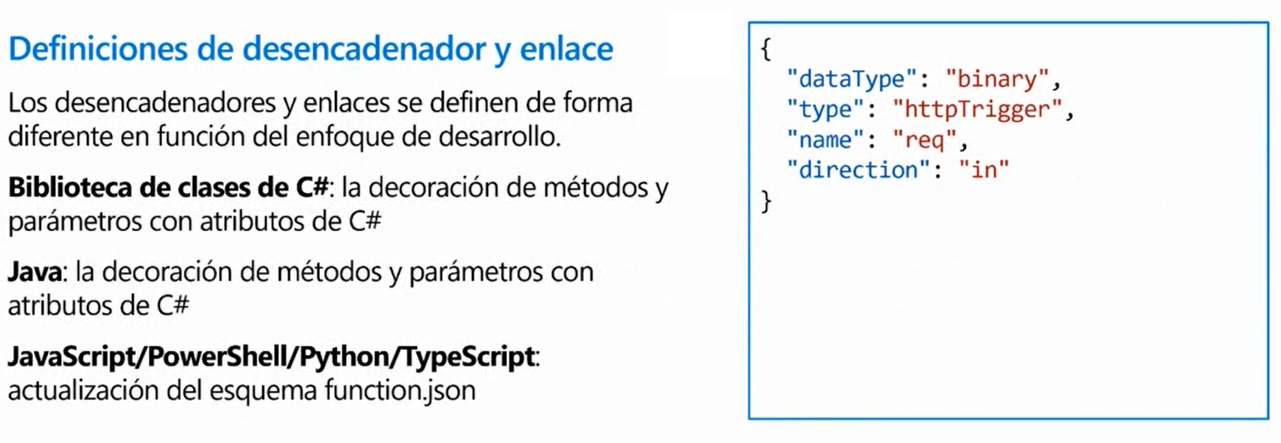 Definiciones de desencadenador y enlace
Los desencadenadores y enlaces se definen de forma
diferente en función del enfoque de desarrollo.
Biblioteca de clases de C#: la decoración de métodos y
parámetros con atributos de C#
Java: la decoración de métodos y parámetros con
atributos de C#
JavaScript/PowerShell/Python/TypeScript:
actualización del esquema function.json
{
"dataType": "binary",
"type": "httpTrigger",
"name": "req",
"direction": "in"
}